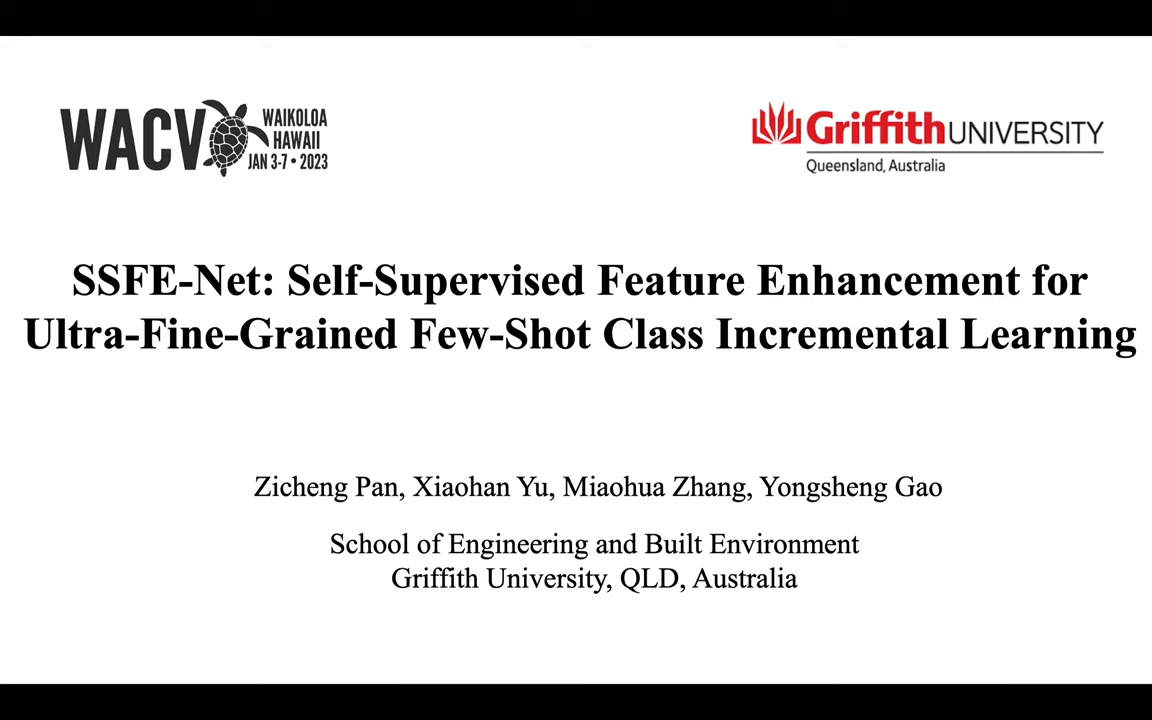 WACV
WAIKOLOA
HAWAII
JAN 3-7 • 2023
Griffith UNIVERSITY
Queensland, Australia
SSFE-Net: Self-Supervised Feature Enhancement for
Ultra-Fine-Grained Few-Shot Class Incremental Learning
Zicheng Pan, Xiaohan Yu, Miaohua Zhang, Yongsheng Gao
School of Engineering and Built Environment
Griffith University, QLD, Australia